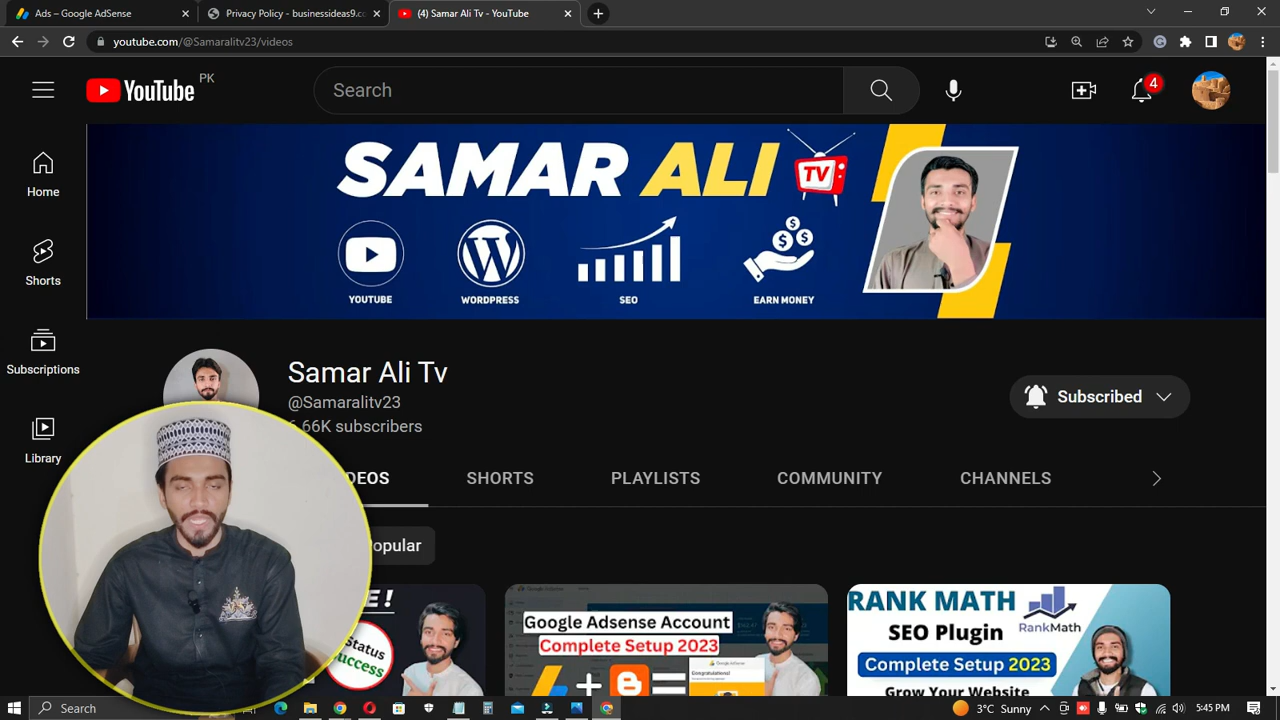 Ads – Google AdSense
Privacy Policy - businessideas9.co
(4) Samar Ali Tv - YouTube
youtube.com/@Samaralitv23/videos
YouTube PK
Search
4
SAMAR ALI TV
YOUTUBE
WORDPRESS
SEO
EARN MONEY
Home
Shorts
Subscriptions
Library
Samar Ali Tv
@Samaralitv23
.66K subscribers
Subscribed
DEOS
SHORTS
PLAYLISTS
COMMUNITY
CHANNELS
opular
E!
Status
uccess
Google Adsense Account
Complete Setup 2023
Congratulations!
RANK MATH
SEO Plugin
RankMath
Complete Setup 2023
Grow Your Website
Search
3°C Sunny
5:45 PM